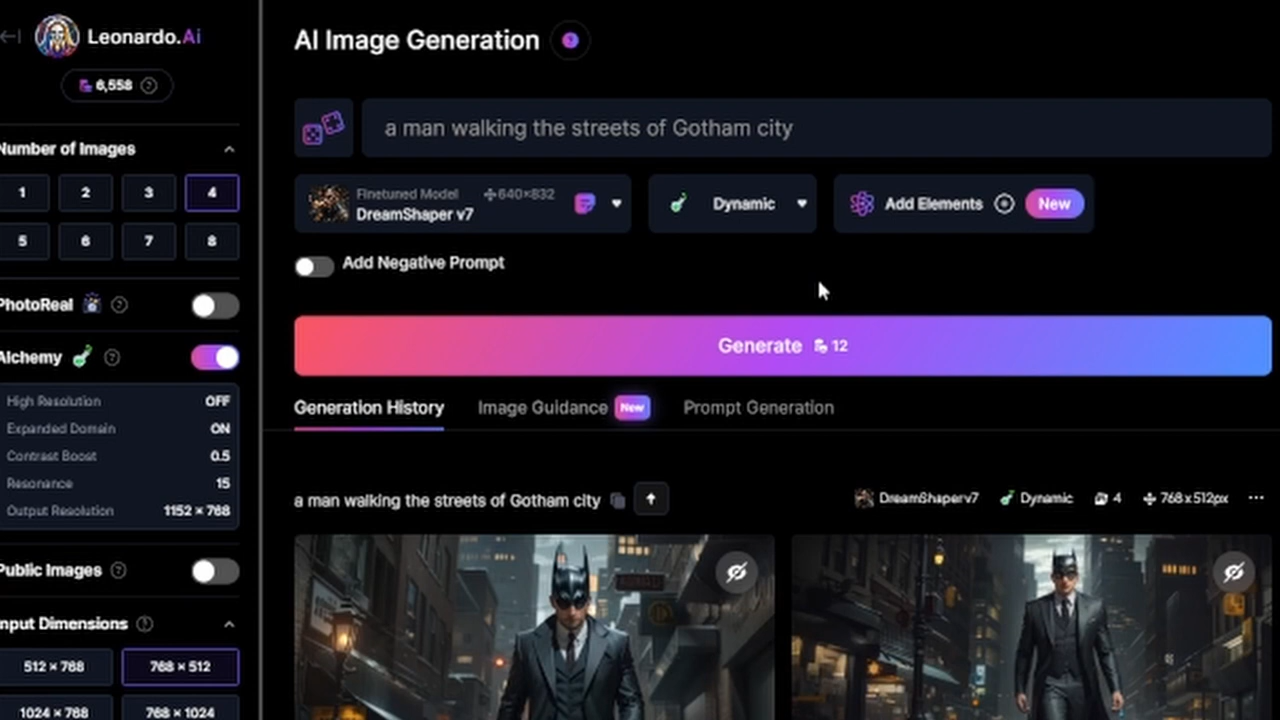 Leonardo.Ai
6,558
Number of Images
1 2 3 4
5 6 7 8
PhotoReal
Alchemy
High Resolution OFF
Expanded Domain ON
Contrast Boost 0.5
Resonance 15
Output Resolution 1152 × 768
Public Images
Input Dimensions
512 × 768 768 × 512
1024 × 768 768 × 1024
AI Image Generation
a man walking the streets of Gotham city
Finetuned Model 640×832
DreamShaper v7
Dynamic
Add Elements New
Add Negative Prompt
Generate 12
Generation History Image Guidance New Prompt Generation
a man walking the streets of Gotham city
DreamShaper v7 Dynamic 4 768 x 512px ...